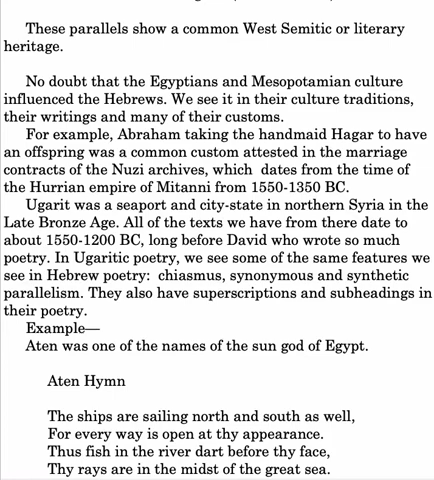 These parallels show a common West Semitic or literary
heritage.
No doubt that the Egyptians and Mesopotamian culture
influenced the Hebrews. We see it in their culture traditions,
their writings and many of their customs.
For example, Abraham taking the handmaid Hagar to have
an offspring was a common custom attested in the marriage
contracts of the Nuzi archives, which dates from the time of
the Hurrian empire of Mitanni from 1550-1350 BC.
Ugarit was a seaport and city-state in northern Syria in the
Late Bronze Age. All of the texts we have from there date to
about 1550-1200 BC, long before David who wrote so much
poetry. In Ugaritic poetry, we see some of the same features we
see in Hebrew poetry: chiasmus, synonymous and synthetic
parallelism. They also have superscriptions and subheadings in
their poetry.
Example—
Aten was one of the names of the sun god of Egypt.
Aten Hymn
The ships are sailing north and south as well,
For every way is open at thy appearance.
Thus fish in the river dart before thy face,
Thy rays are in the midst of the great sea.